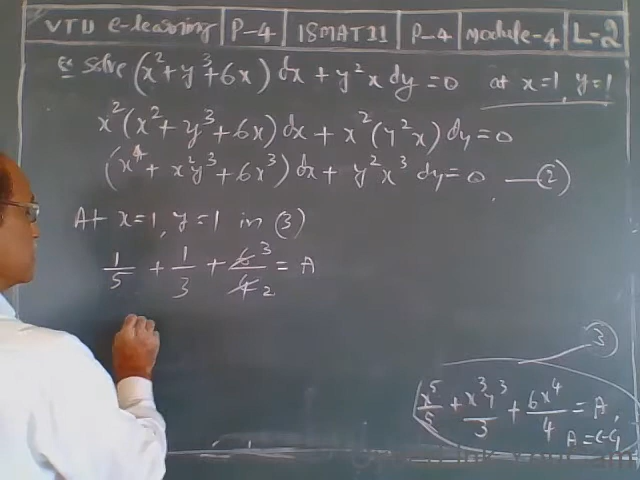 VTU e-learning | P-4 | 18MAT11 | P-4 | Module-4 | L-2
Ex solve (x²+y³+6x) dx + y²x dy = 0 at x=1, y=1
x²(x²+y³+6x)dx + x²(y²x) dy = 0
(x⁴ + x²y³ + 6x³) dx + y²x³ dy = 0 —②
At x=1, y=1 in (3)
1/5 + 1/3 + 6/4 = A
3
2
③
x⁵/5 + x³y³/3 + 6x⁴/4 = A,